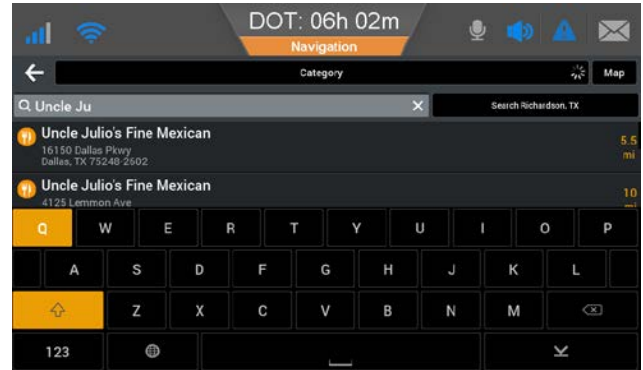 DOT: 06h 02m
Navigation
Category
Map
Uncle Ju
Search Richardson, TX
Uncle Julio's Fine Mexican
16150 Dallas Pkwy
Dallas, TX 75248-2602
5.5
mi
Uncle Julio's Fine Mexican
4125 Lemmon Ave
10
mi
Q W E R T Y U I O P
A S D F G H J K L
Z X C V B N M
123